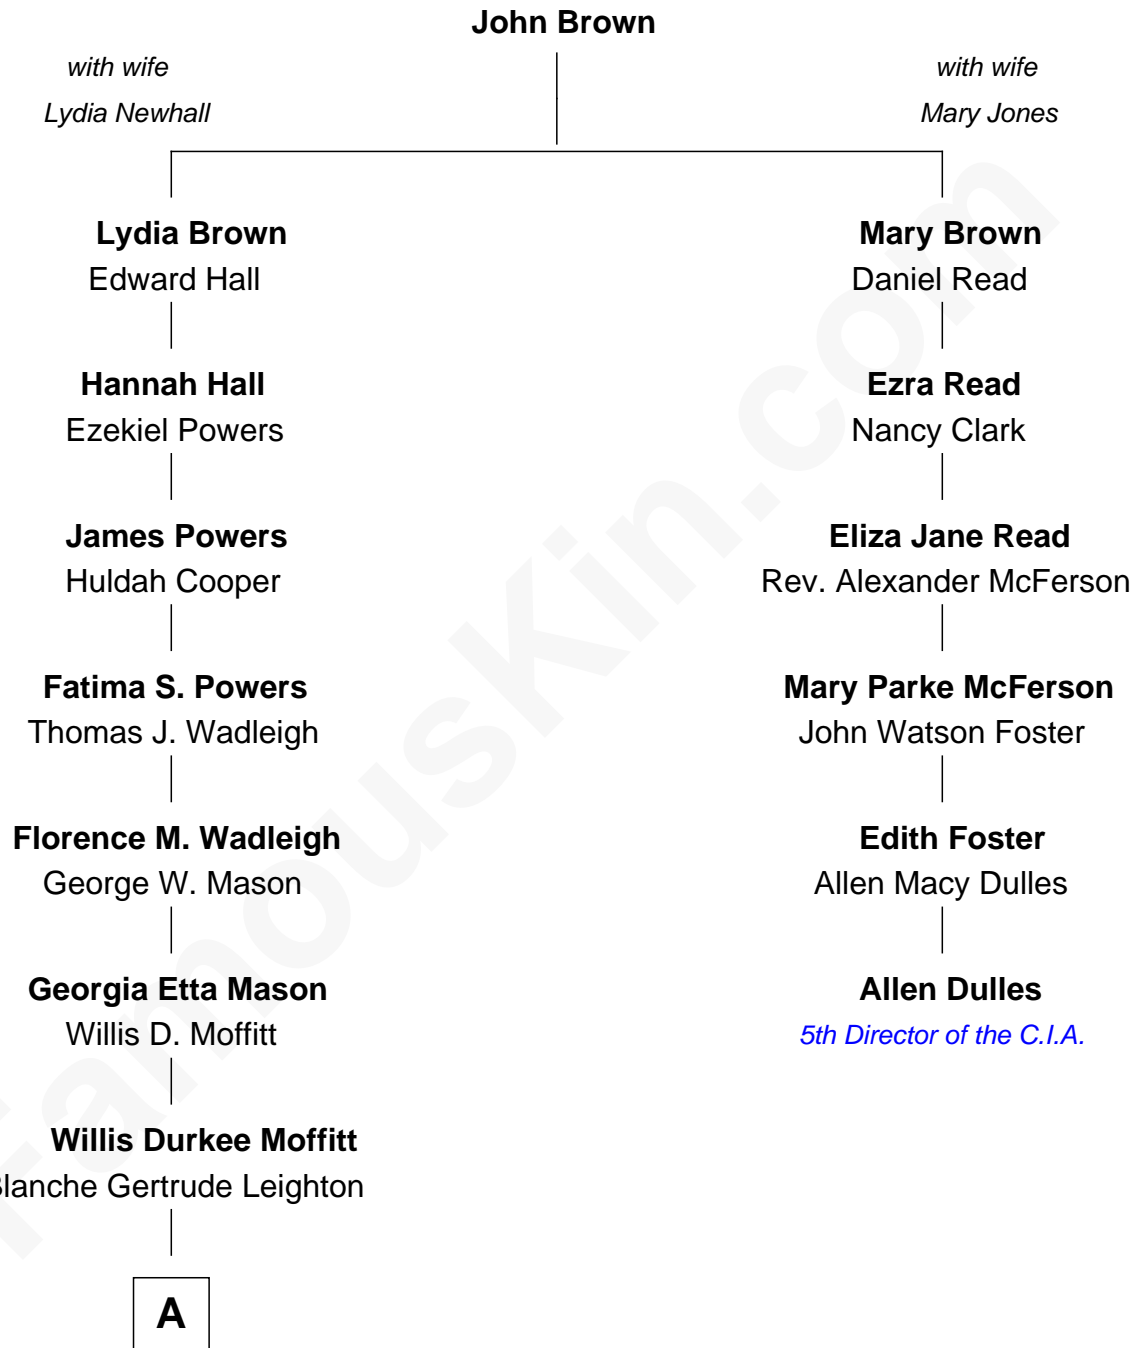 John Brown
with wife
Lydia Newhall
with wife
Mary Jones
Lydia Brown
Edward Hall
Mary Brown
Daniel Read
Hannah Hall
Ezekiel Powers
Ezra Read
Nancy Clark
James Powers
Huldah Cooper
Eliza Jane Read
Rev. Alexander McFerson
Fatima S. Powers
Thomas J. Wadleigh
Mary Parke McFerson
John Watson Foster
Florence M. Wadleigh
George W. Mason
Edith Foster
Allen Macy Dulles
Georgia Etta Mason
Willis D. Moffitt
Allen Dulles
5th Director of the C.I.A.
Willis Durkee Moffitt
Blanche Gertrude Leighton
A
FamousKin.com